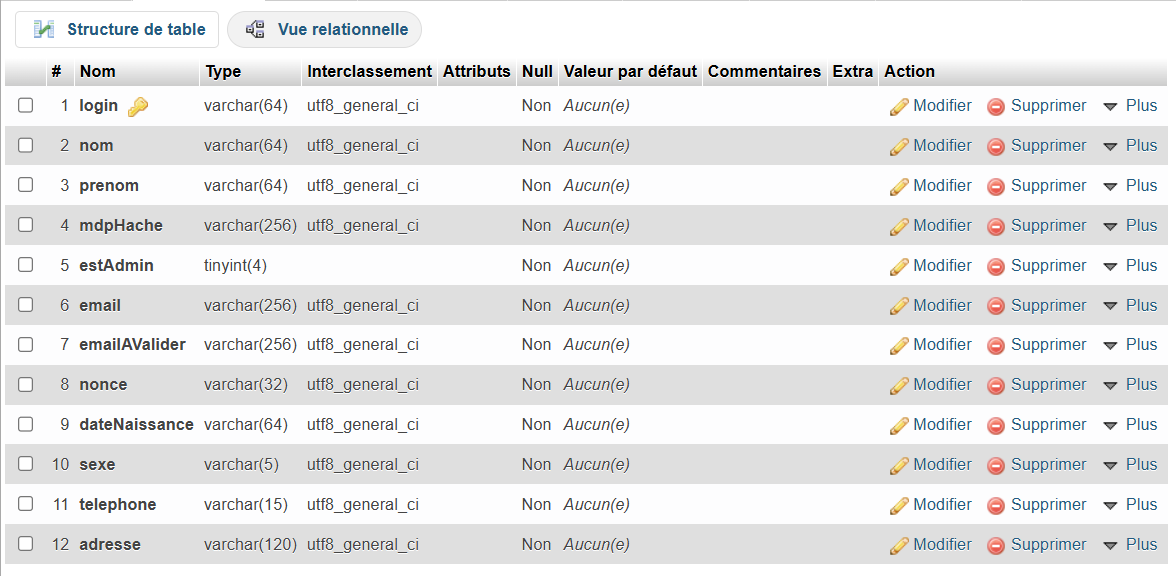 Structure de table Vue relationnelle
# Nom Type Interclassement Attributs Null Valeur par défaut Commentaires Extra Action
1 login varchar(64) utf8_general_ci Non Aucun(e) Modifier Supprimer Plus
2 nom varchar(64) utf8_general_ci Non Aucun(e) Modifier Supprimer Plus
3 prenom varchar(64) utf8_general_ci Non Aucun(e) Modifier Supprimer Plus
4 mdpHache varchar(256) utf8_general_ci Non Aucun(e) Modifier Supprimer Plus
5 estAdmin tinyint(4) Non Aucun(e) Modifier Supprimer Plus
6 email varchar(256) utf8_general_ci Non Aucun(e) Modifier Supprimer Plus
7 emailAValider varchar(256) utf8_general_ci Non Aucun(e) Modifier Supprimer Plus
8 nonce varchar(32) utf8_general_ci Non Aucun(e) Modifier Supprimer Plus
9 dateNaissance varchar(64) utf8_general_ci Non Aucun(e) Modifier Supprimer Plus
10 sexe varchar(5) utf8_general_ci Non Aucun(e) Modifier Supprimer Plus
11 telephone varchar(15) utf8_general_ci Non Aucun(e) Modifier Supprimer Plus
12 adresse varchar(120) utf8_general_ci Non Aucun(e) Modifier Supprimer Plus